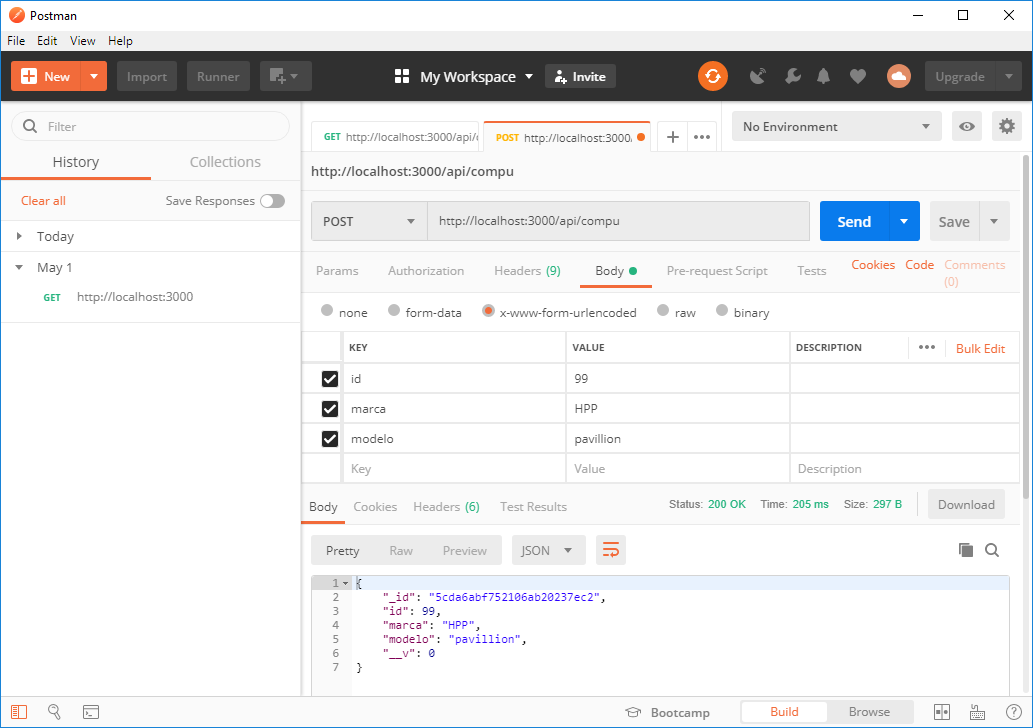 Postman
File Edit View Help
New Import Runner My Workspace Invite Upgrade
Filter
History Collections
Clear all Save Responses
Today
May 1
GET http://localhost:3000
GET http://localhost:3000/api/ POST http://localhost:3000/ No Environment
http://localhost:3000/api/compu
POST http://localhost:3000/api/compu Send Save
Params Authorization Headers (9) Body Pre-request Script Tests Cookies Code Comments (0)
none form-data x-www-form-urlencoded raw binary
KEY VALUE DESCRIPTION Bulk Edit
id 99
marca HPP
modelo pavillion
Key Value Description
Body Cookies Headers (6) Test Results Status: 200 OK Time: 205 ms Size: 297 B Download
Pretty Raw Preview JSON
1 {
2 "_id": "5cda6abf752106ab20237ec2",
3 "id": 99,
4 "marca": "HPP",
5 "modelo": "pavillion",
6 "__v": 0
7 }
Bootcamp Build Browse